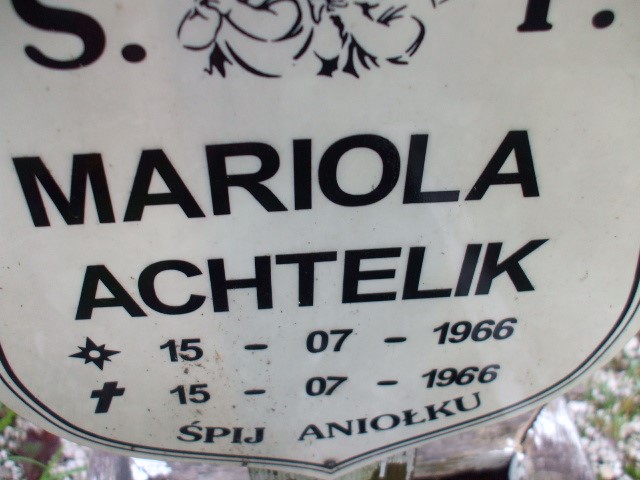 Ś. P.
MARIOLA
ACHTELIK
15 - 07 - 1966
15 - 07 - 1966
ŚPIJ ANIOŁKU